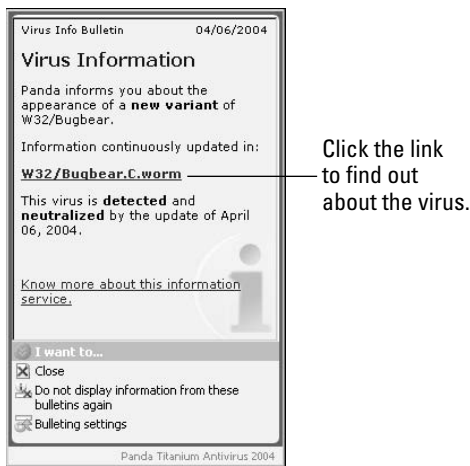 Virus Info Bulletin 04/06/2004
Virus Information
Panda informs you about the
appearance of a new variant of
W32/Bugbear.
Information continuously updated in:
W32/Bugbear.C.worm
This virus is detected and
neutralized by the update of April
06, 2004.
Know more about this information
service.
I want to...
Close
Do not display information from these
bulletins again
Bulleting settings
Panda Titanium Antivirus 2004
Click the link
to find out
about the virus.